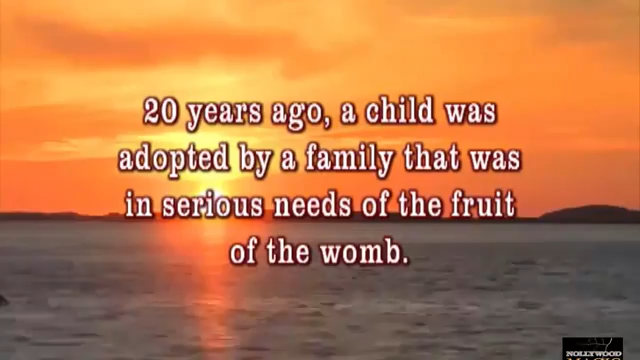 20 years ago, a child was
adopted by a family that was
in serious needs of the fruit
of the womb.
NOLLYWOOD
MAGIC